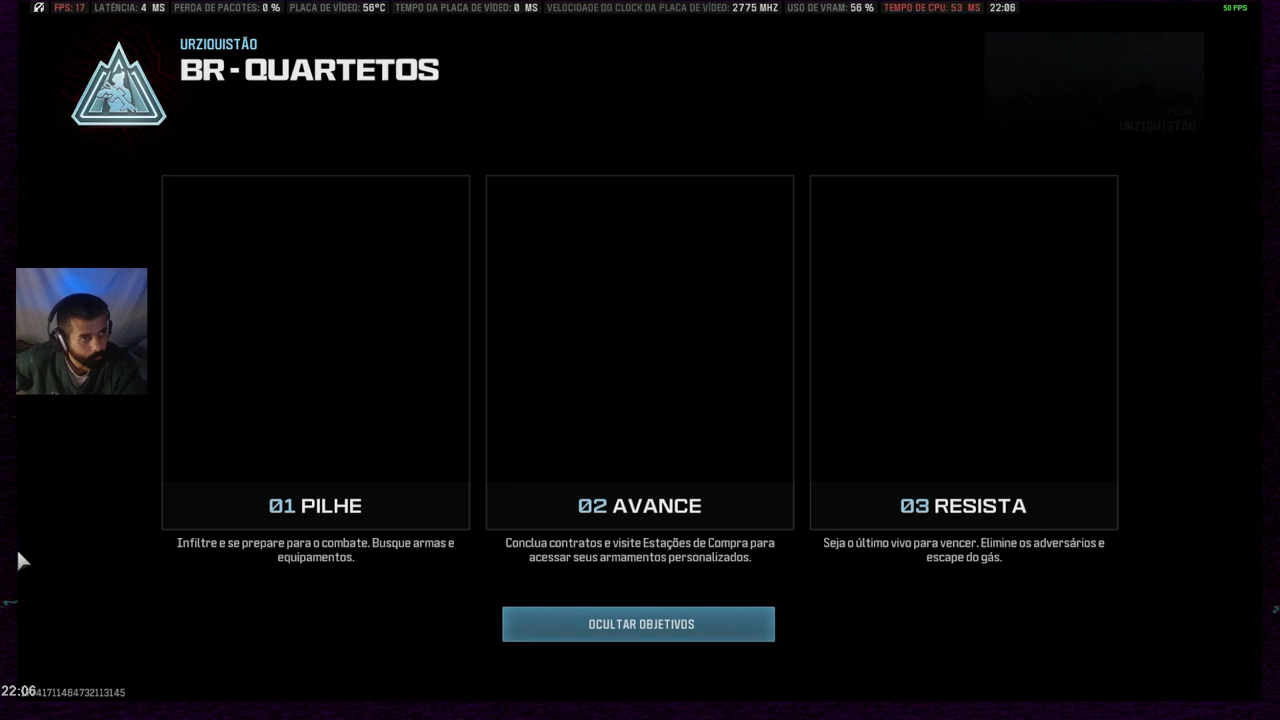 FPS: 17 LATÊNCIA: 4 MS PERDA DE PACOTES: 0 % PLACA DE VÍDEO: 56°C TEMPO DA PLACA DE VÍDEO: 0 MS VELOCIDADE DO CLOCK DA PLACA DE VÍDEO: 2775 MHZ USO DE VRAM: 56 % TEMPO DE CPU: 53 MS 22:06
50 FPS
URZIQUISTÃO
BR - QUARTETOS
LOCAL
URZIQUISTÃO
01 PILHE
02 AVANCE
03 RESISTA
Infiltre e se prepare para o combate. Busque armas e
equipamentos.
Conclua contratos e visite Estações de Compra para
acessar seus armamentos personalizados.
Seja o último vivo para vencer. Elimine os adversários e
escape do gás.
OCULTAR OBJETIVOS
22:06